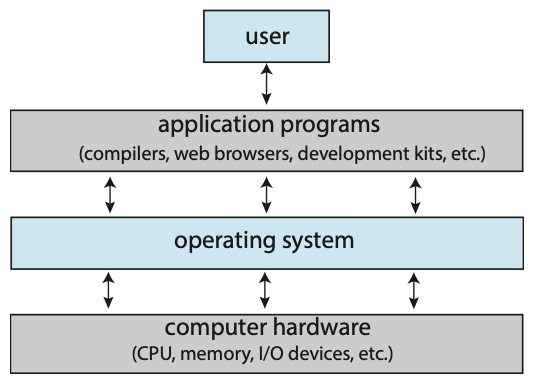 user
application programs
(compilers, web browsers, development kits, etc.)
operating system
computer hardware
(CPU, memory, I/O devices, etc.)